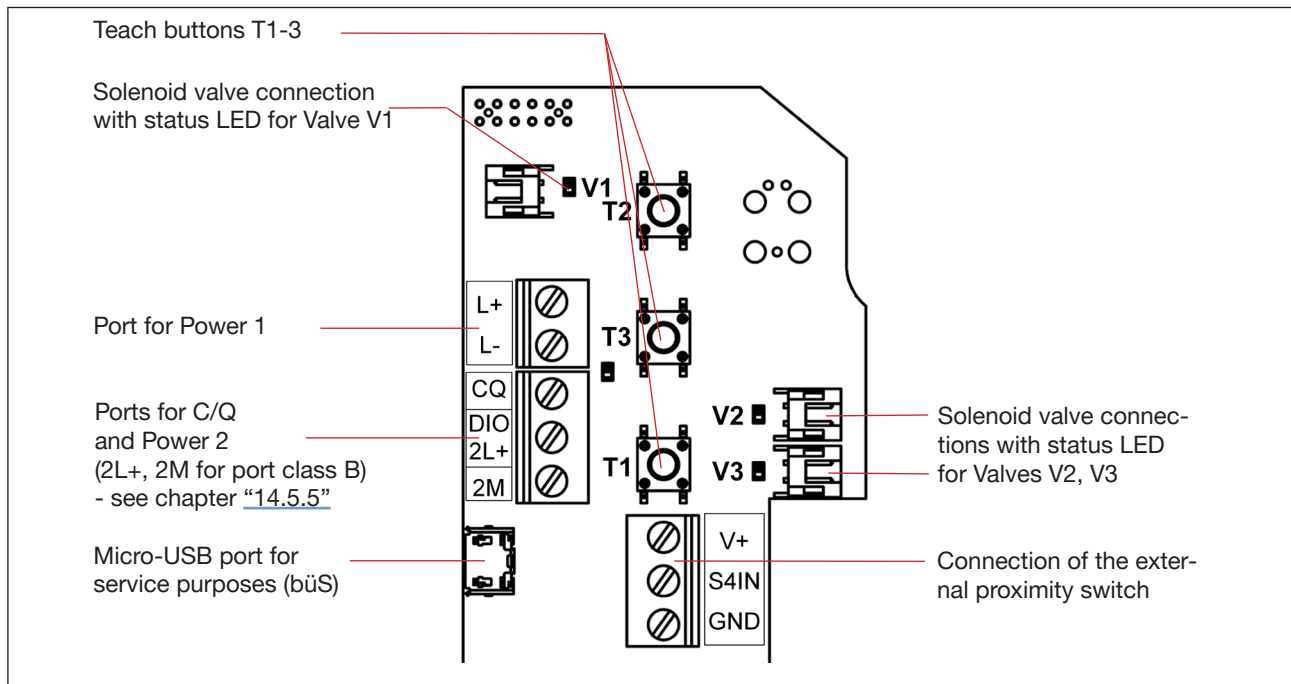 Teach buttons T1-3
Solenoid valve connection
with status LED for Valve V1
V1
T2
L+
L-
Port for Power 1
T3
CQ
DIO
2L+
2M
Ports for C/Q
and Power 2
(2L+, 2M for port class B)
- see chapter “14.5.5”
T1
V2
V3
Solenoid valve connec-
tions with status LED
for Valves V2, V3
Micro-USB port for
service purposes (büS)
V+
S4IN
GND
Connection of the exter-
nal proximity switch